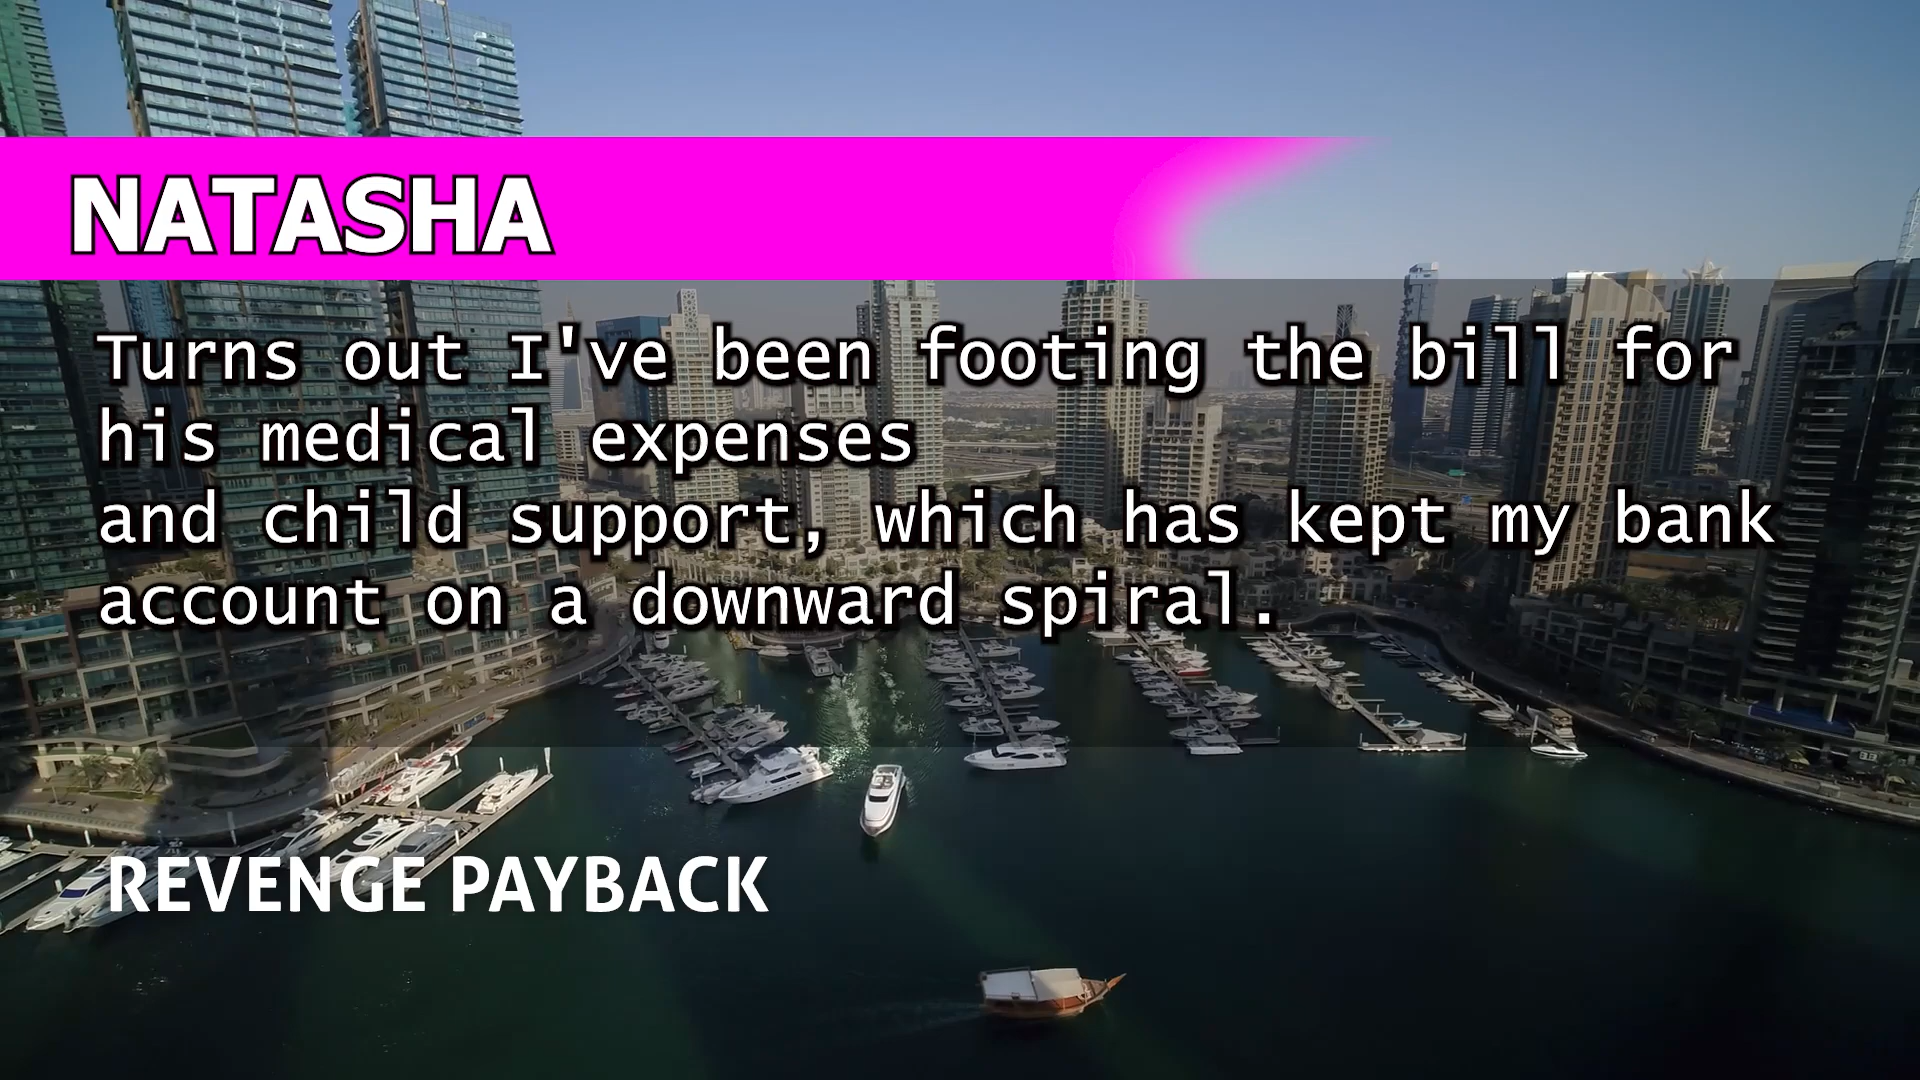 NATASHA
Turns out I've been footing the bill for
his medical expenses
and child support, which has kept my bank
account on a downward spiral.
REVENGE PAYBACK